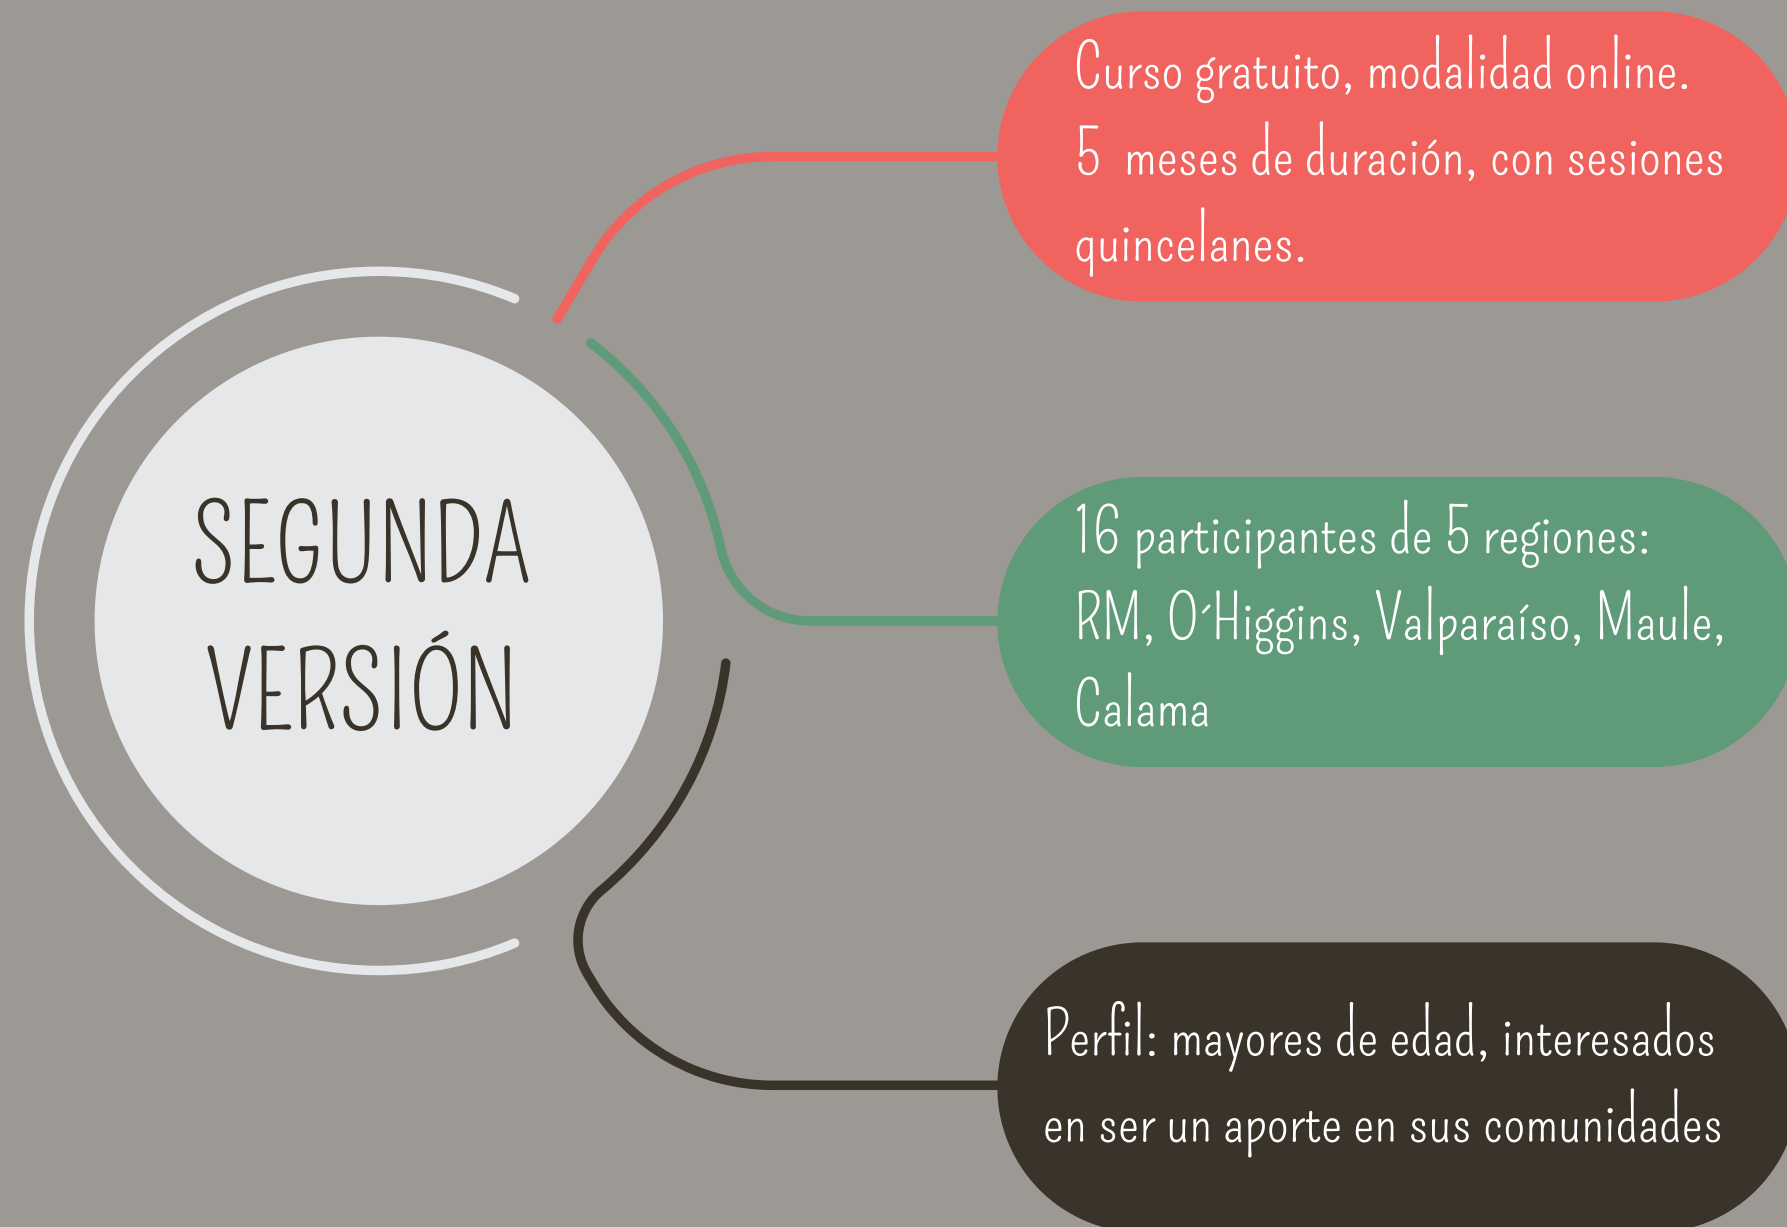 SEGUNDA
VERSIÓN
Curso gratuito, modalidad online.
5 meses de duración, con sesiones
quincelanes.
16 participantes de 5 regiones:
RM, O´Higgins, Valparaíso, Maule,
Calama
Perfil: mayores de edad, interesados
en ser un aporte en sus comunidades